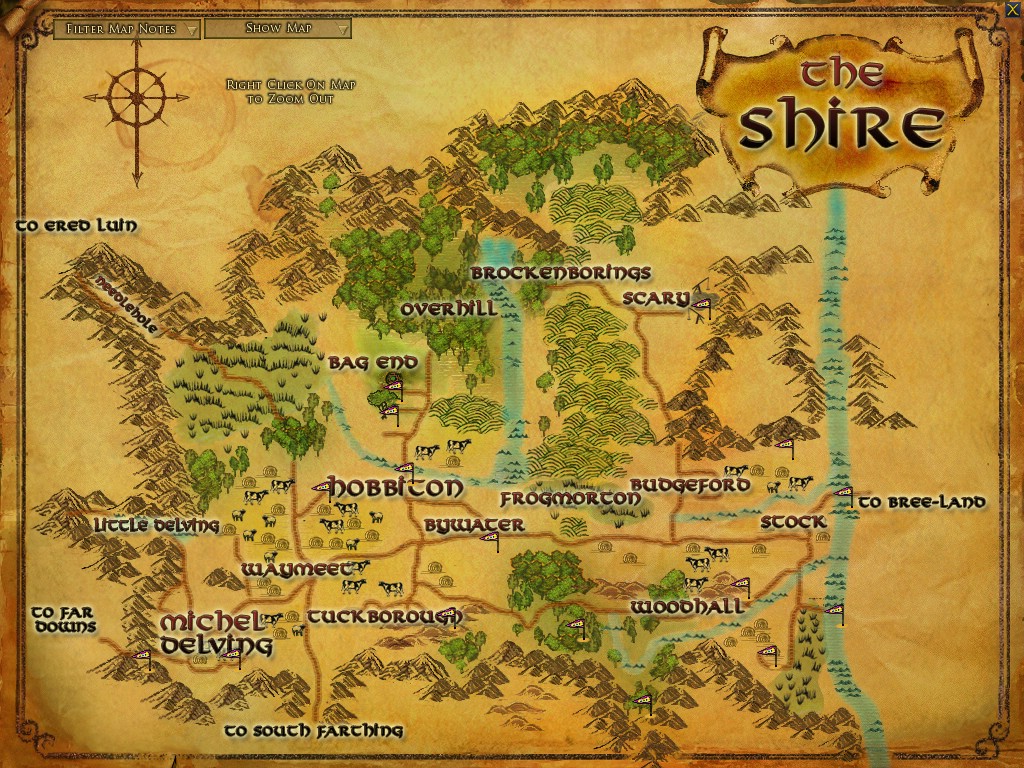 Filter Map Notes
Show Map
X
Right Click On Map
to Zoom Out
The
Shire
To Ered Luin
Needlehole
Brockenborings
Scary
Overhill
Bag End
Hobbiton
Budgeford
Frogmorton
To Bree-land
Little Delving
Bywater
Stock
Waymeet
To Far
Downs
Michel
Delving
Tuckborough
Woodhall
To South Farthing